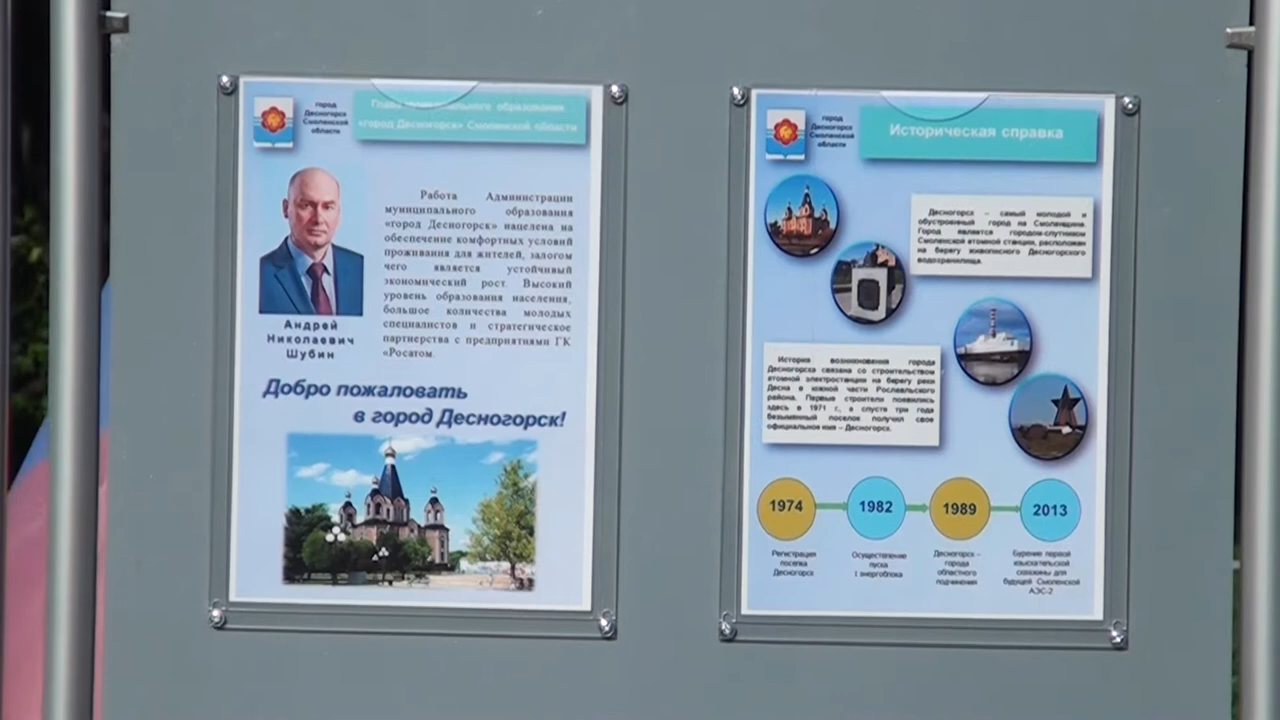 город
Десногорск
Смоленской
области
Глава муниципального образования
«город Десногорск» Смоленской области
Работа Администрации
муниципального образования
«город Десногорск» нацелена на
обеспечение комфортных условий
проживания для жителей, залогом
чего является устойчивый
экономический рост. Высокий
уровень образования населения,
большое количества молодых
специалистов и стратегическое
партнерства с предприятиями ГК
«Росатом.
Андрей
Николаевич
Шубин
Добро пожаловать
в город Десногорск!
город
Десногорск
Смоленской
области
Историческая справка
Десногорск – самый молодой и
обустроенный город на Смоленщине.
Город является городом-спутником
Смоленской атомной станции, расположен
на берегу живописного Десногорского
водохранилища.
История возникновения города
Десногорска связана со строительством
атомной электростанции на берегу реки
Десна в южной части Рославльского
района. Первые строители появились
здесь в 1971 г., а спустя три года
безымянный поселок получил свое
официальное имя – Десногорск.
1974
1982
1989
2013
Регистрация
поселка
Десногорск
Осуществление
пуска
1 энергоблока
Десногорск –
города
областного
подчинения
Бурение первой
изыскательской
скважины для
будущей Смоленской
АЭС-2